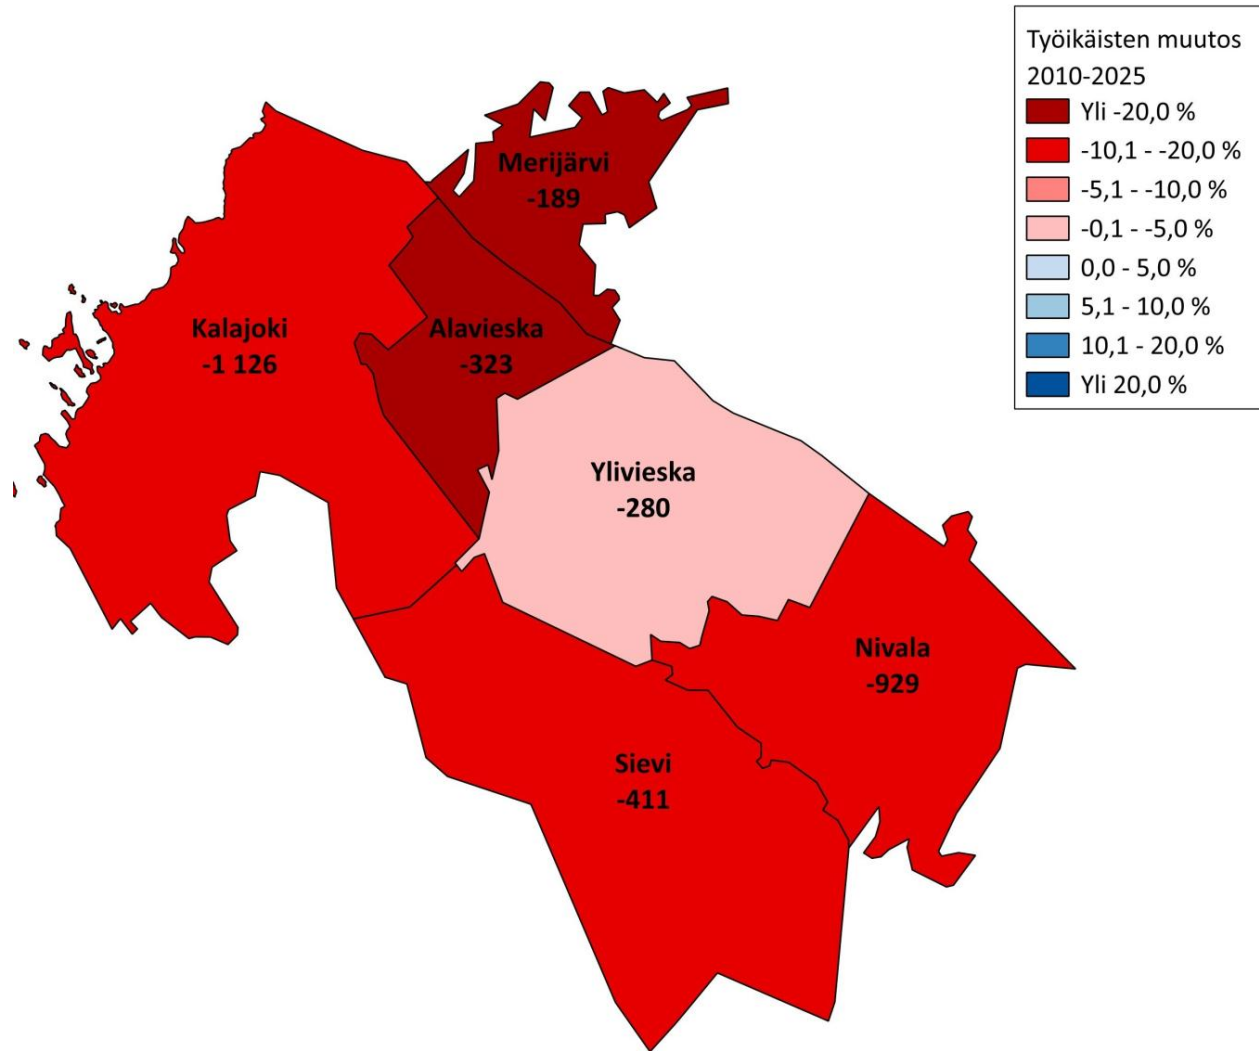 Työikäisten muutos
2010-2025
Yli -20,0 %
-10,1 - -20,0 %
-5,1 - -10,0 %
-0,1 - -5,0 %
0,0 - 5,0 %
5,1 - 10,0 %
10,1 - 20,0 %
Yli 20,0 %
Merijärvi
-189
Kalajoki
-1 126
Alavieska
-323
Ylivieska
-280
Nivala
-929
Sievi
-411